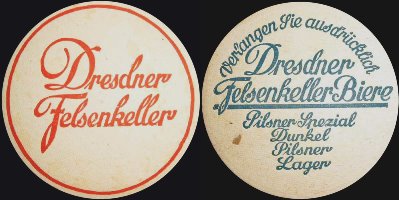 Dresdner
Felsenkeller
Verlangen Sie ausdrücklich
Dresdner
Felsenkeller-Biere
Pilsner Spezial
Dunkel
Pilsner
Lager